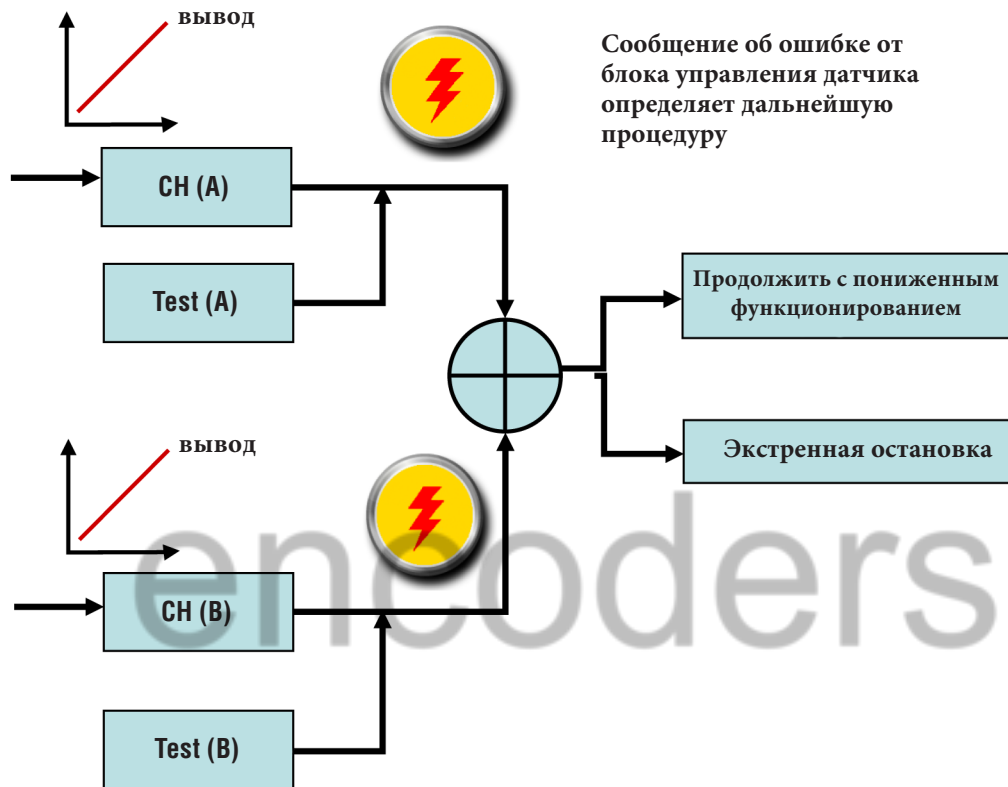 вывод
Сообщение об ошибке от
блока управления датчика
определяет дальнейшую
процедуру
CH (A)
Test (A)
Продолжить с пониженным
функционированием
вывод
Экстренная остановка
encoders
CH (B)
Test (B)